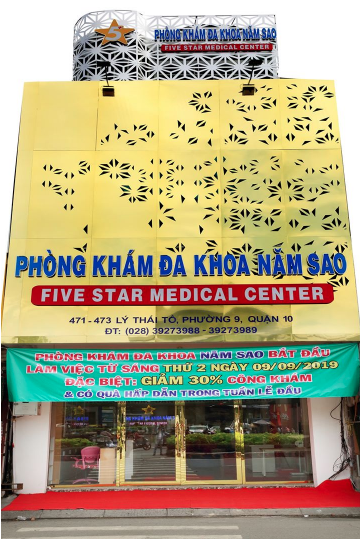 5
PHÒNG KHÁM ĐA KHOA NĂM SAO
FIVE STAR MEDICAL CENTER
PHÒNG KHÁM ĐA KHOA NĂM SAO
FIVE STAR MEDICAL CENTER
471 - 473 LÝ THÁI TỔ, PHƯỜNG 9, QUẬN 10
ĐT: (028) 39273988 - 39273989
PHÒNG KHÁM ĐA KHOA NĂM SAO BẮT ĐẦU
LÀM VIỆC TỪ SÁNG THỨ 2 NGÀY 09/09/2019
ĐẶC BIỆT: GIẢM 30% CÔNG KHÁM
& CÓ QUÀ HẤP DẪN TRONG TUẦN LỄ ĐẦU